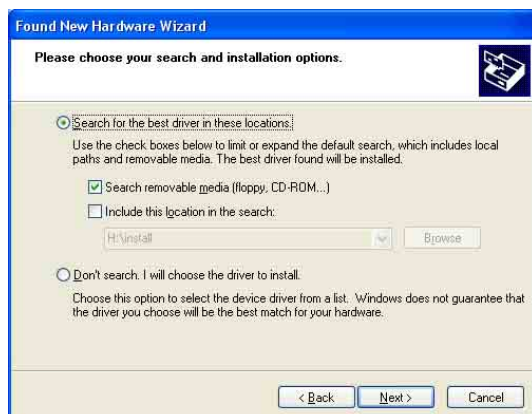 Found New Hardware Wizard
Please choose your search and installation options.
Search for the best driver in these locations.
Use the check boxes below to limit or expand the default search, which includes local
paths and removable media. The best driver found will be installed.
Search removable media (floppy, CD-ROM...)
Include this location in the search:
H:\install
Browse
Don't search. I will choose the driver to install.
Choose this option to select the device driver from a list. Windows does not guarantee that
the driver you choose will be the best match for your hardware.
< Back
Next >
Cancel